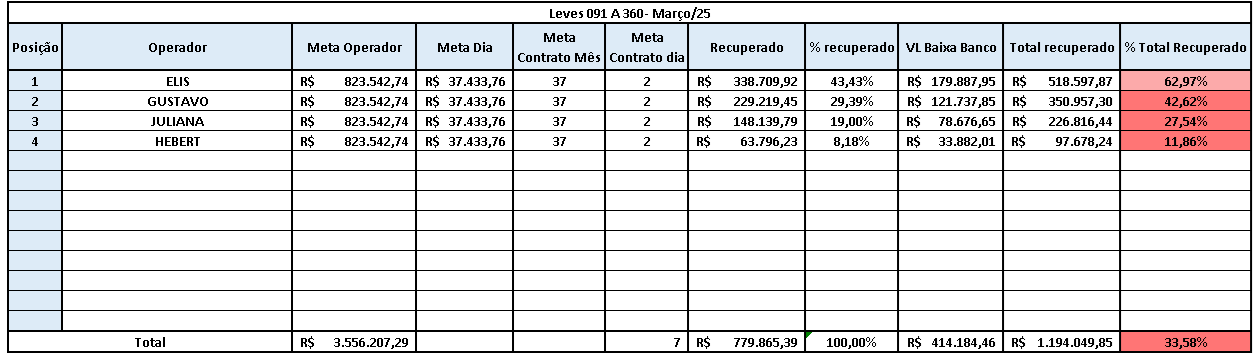 Leves 091 A 360- Março/25
Posição Operador Meta Operador Meta Dia Meta Contrato Mês Meta Contrato dia Recuperado % recuperado VL Baixa Banco Total recuperado % Total Recuperado
1 ELIS R$ 823.542,74 R$ 37.433,76 37 2 R$ 338.709,92 43,43% R$ 179.887,95 R$ 518.597,87 62,97%
2 GUSTAVO R$ 823.542,74 R$ 37.433,76 37 2 R$ 229.219,45 29,39% R$ 121.737,85 R$ 350.957,30 42,62%
3 JULIANA R$ 823.542,74 R$ 37.433,76 37 2 R$ 148.139,79 19,00% R$ 78.676,65 R$ 226.816,44 27,54%
4 HEBERT R$ 823.542,74 R$ 37.433,76 37 2 R$ 63.796,23 8,18% R$ 33.882,01 R$ 97.678,24 11,86%
Total R$ 3.556.207,29 7 R$ 779.865,39 100,00% R$ 414.184,46 R$ 1.194.049,85 33,58%